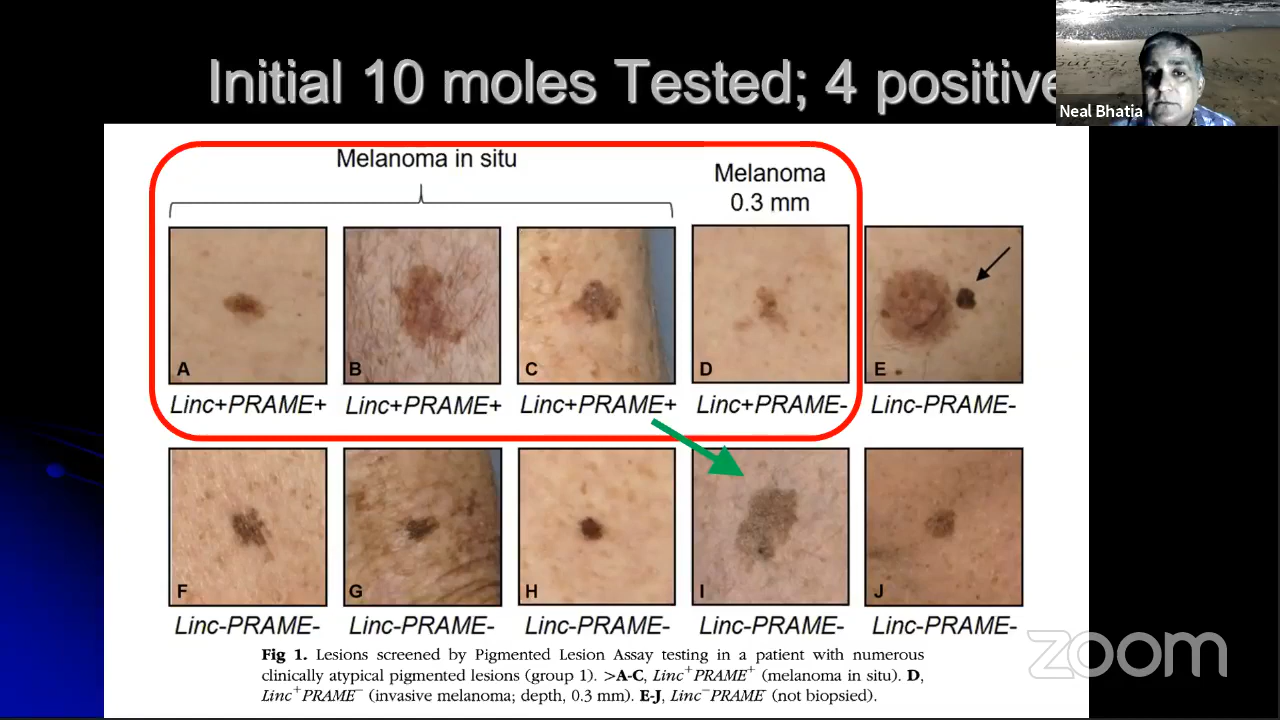 Initial 10 moles Tested; 4 positive
Neal Bhatia
Melanoma in situ
Melanoma
0.3 mm
A
B
C
D
E
Linc+PRAME+
Linc+PRAME+
Linc+PRAME+
Linc+PRAME-
Linc-PRAME-
F
G
H
I
J
Linc-PRAME-
Linc-PRAME-
Linc-PRAME-
Linc-PRAME-
Linc-PRAME-
Fig 1. Lesions screened by Pigmented Lesion Assay testing in a patient with numerous
clinically atypical pigmented lesions (group 1). >A-C, Linc⁺PRAME⁺ (melanoma in situ). D,
Linc⁺PRAME⁻ (invasive melanoma; depth, 0.3 mm). E-J, Linc⁻PRAME⁻ (not biopsied).
zoom